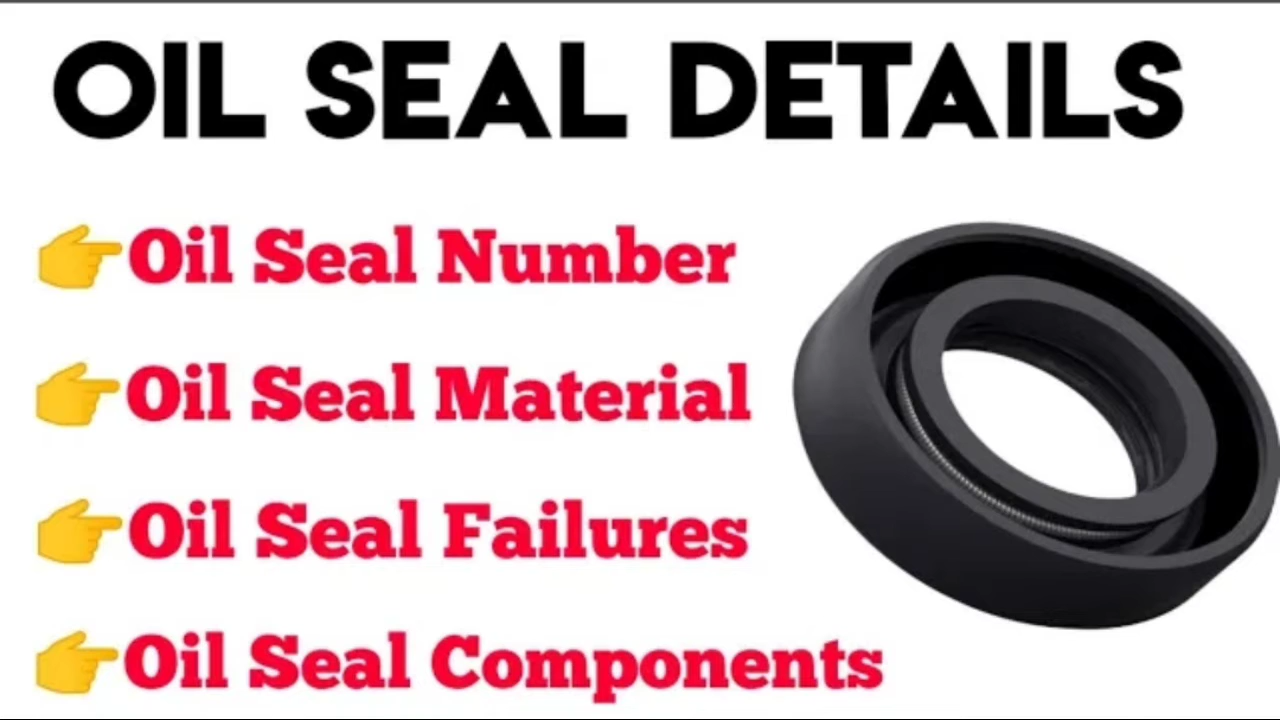 OIL SEAL DETAILS
👉Oil Seal Number
👉Oil Seal Material
👉Oil Seal Failures
👉Oil Seal Components